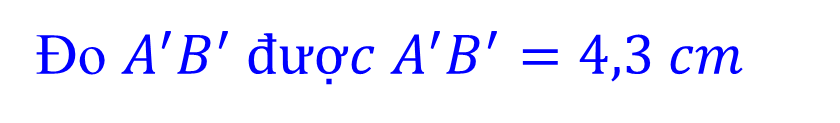 Đo A′B′ được A′B′ = 4,3 cm